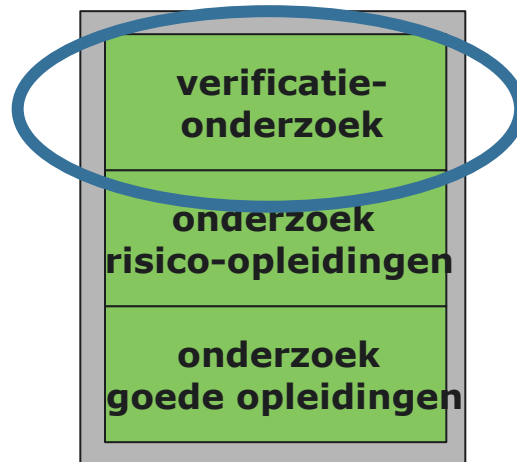 verificatie-
onderzoek
onderzoek
risico-opleidingen
onderzoek
goede opleidingen